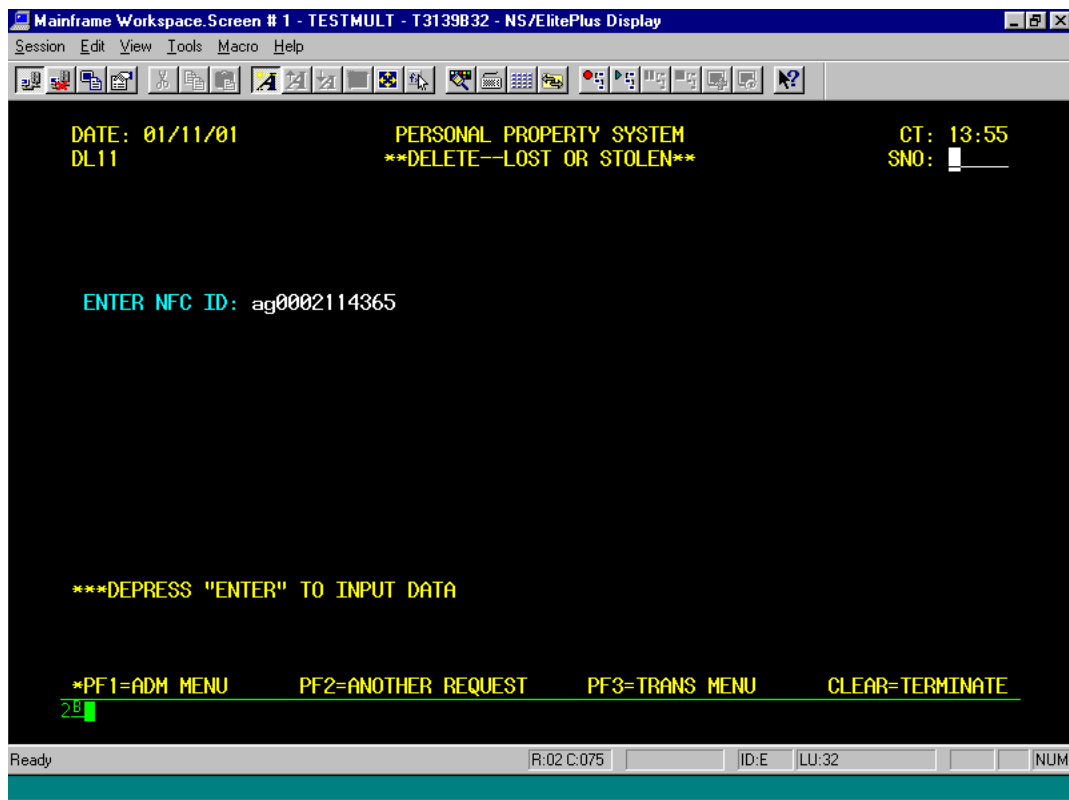 Mainframe Workspace.Screen # 1 - TESTMULT - T3139B32 - NS/ElitePlus Display
Session Edit View Tools Macro Help
DATE: 01/11/01 PERSONAL PROPERTY SYSTEM CT: 13:55
DL11 **DELETE--LOST OR STOLEN** SNO:
ENTER NFC ID: ag0002114365
***DEPRESS "ENTER" TO INPUT DATA
*PF1=ADM MENU PF2=ANOTHER REQUEST PF3=TRANS MENU CLEAR=TERMINATE
2B
Ready R:02 C:075 ID:E LU:32 NUM